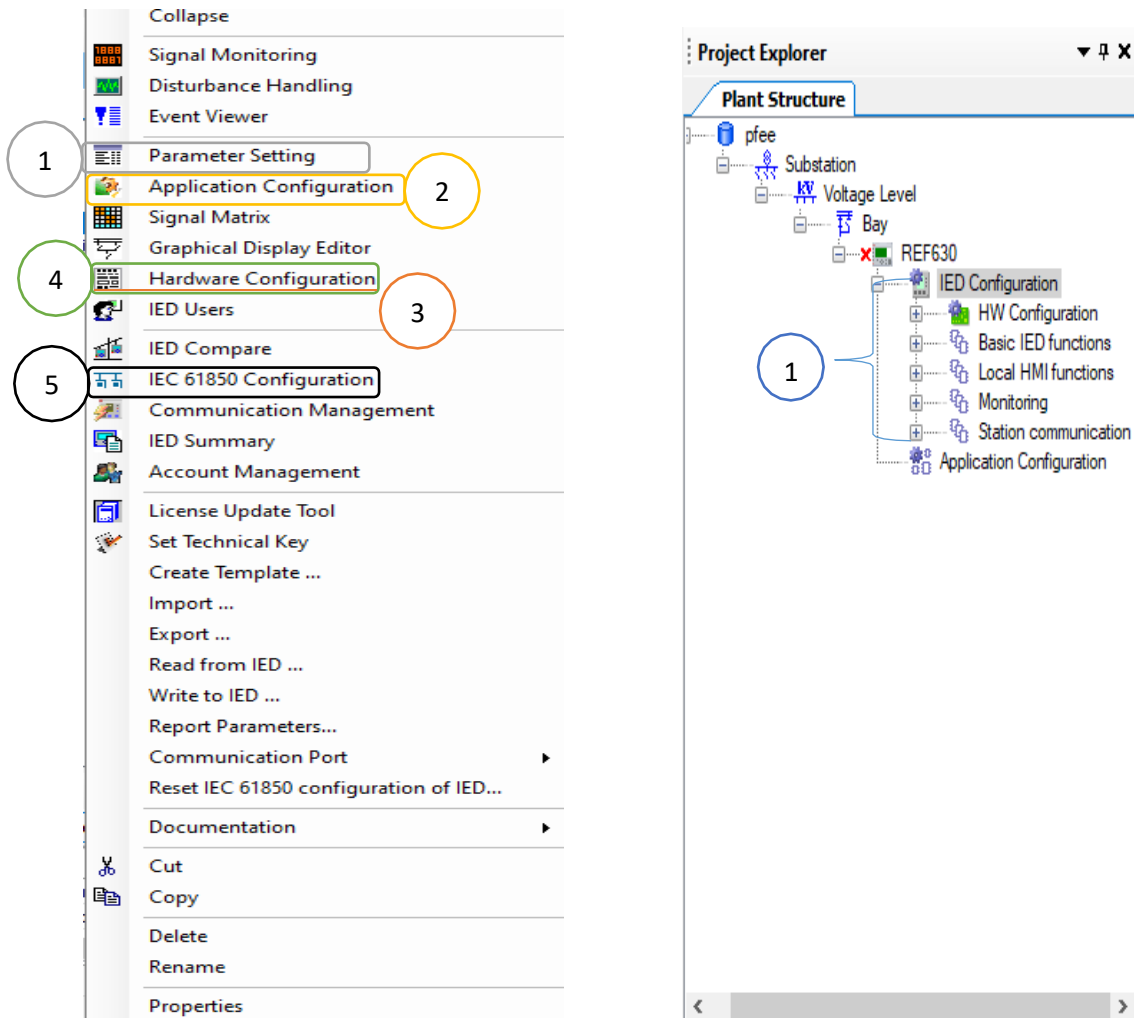 Collapse
1888
8881
Signal Monitoring
Disturbance Handling
Event Viewer
1
Parameter Setting
Application Configuration
2
Signal Matrix
Graphical Display Editor
4
Hardware Configuration
IED Users
3
IED Compare
5
IEC 61850 Configuration
Communication Management
IED Summary
Account Management
License Update Tool
Set Technical Key
Create Template ...
Import ...
Export ...
Read from IED ...
Write to IED ...
Report Parameters...
Communication Port
Reset IEC 61850 configuration of IED...
Documentation
Cut
Copy
Delete
Rename
Properties
Project Explorer
Plant Structure
pfee
Substation
KV Voltage Level
Bay
REF630
IED Configuration
HW Configuration
Basic IED functions
1
Local HMI functions
Monitoring
Station communication
Application Configuration